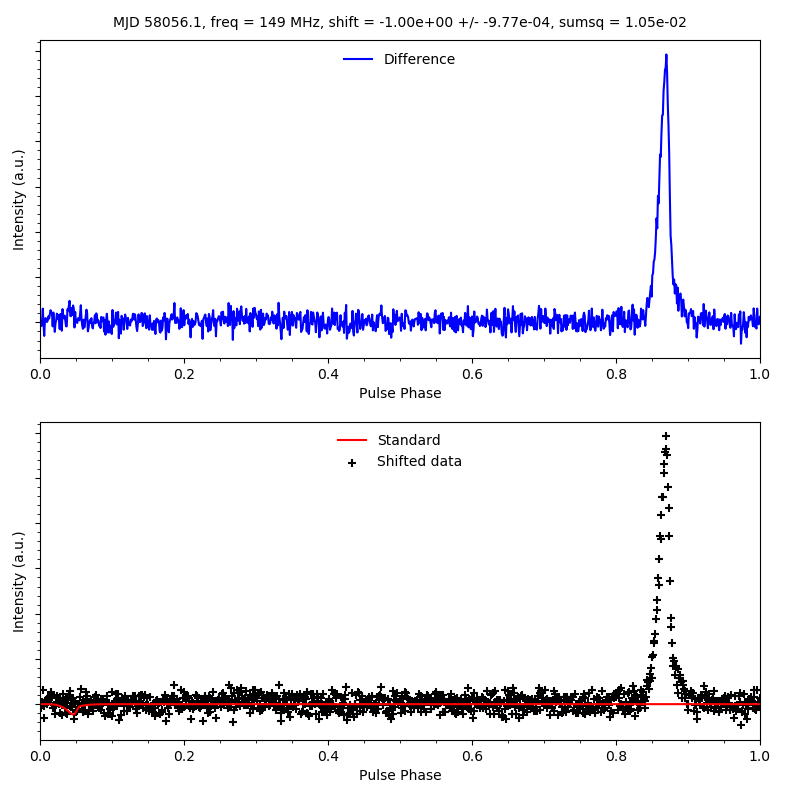 MJD 58056.1, freq = 149 MHz, shift = -1.00e+00 +/- -9.77e-04, sumsq = 1.05e-02
Difference
Intensity (a.u.)
0.0 0.2 0.4 0.6 0.8 1.0
Pulse Phase
Standard
Shifted data
Intensity (a.u.)
0.0 0.2 0.4 0.6 0.8 1.0
Pulse Phase